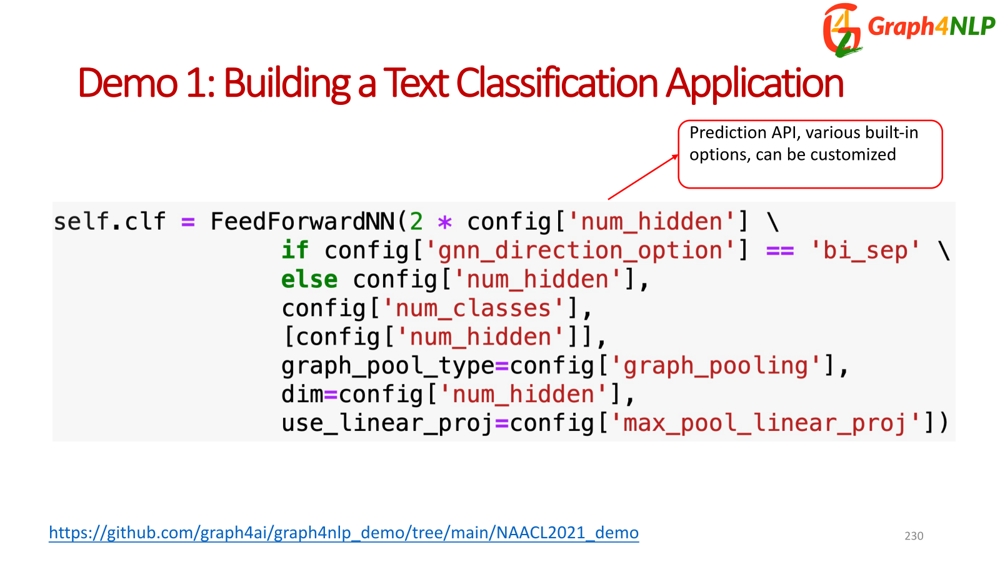 Graph4NLP
Demo 1: Building a Text Classification Application
Prediction API, various built-in
options, can be customized
self.clf = FeedForwardNN(2 * config['num_hidden'] \
if config['gnn_direction_option'] == 'bi_sep' \
else config['num_hidden'],
config['num_classes'],
[config['num_hidden']],
graph_pool_type=config['graph_pooling'],
dim=config['num_hidden'],
use_linear_proj=config['max_pool_linear_proj'])
https://github.com/graph4ai/graph4nlp_demo/tree/main/NAACL2021_demo
230